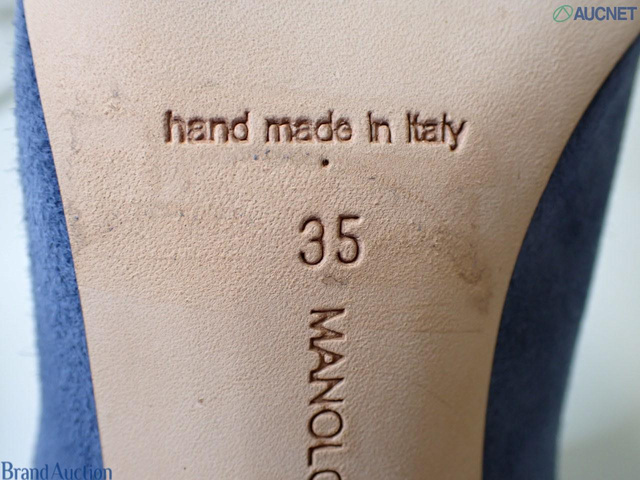 AUCNET
hand made in Italy
35
MANOLO
BrandAuction